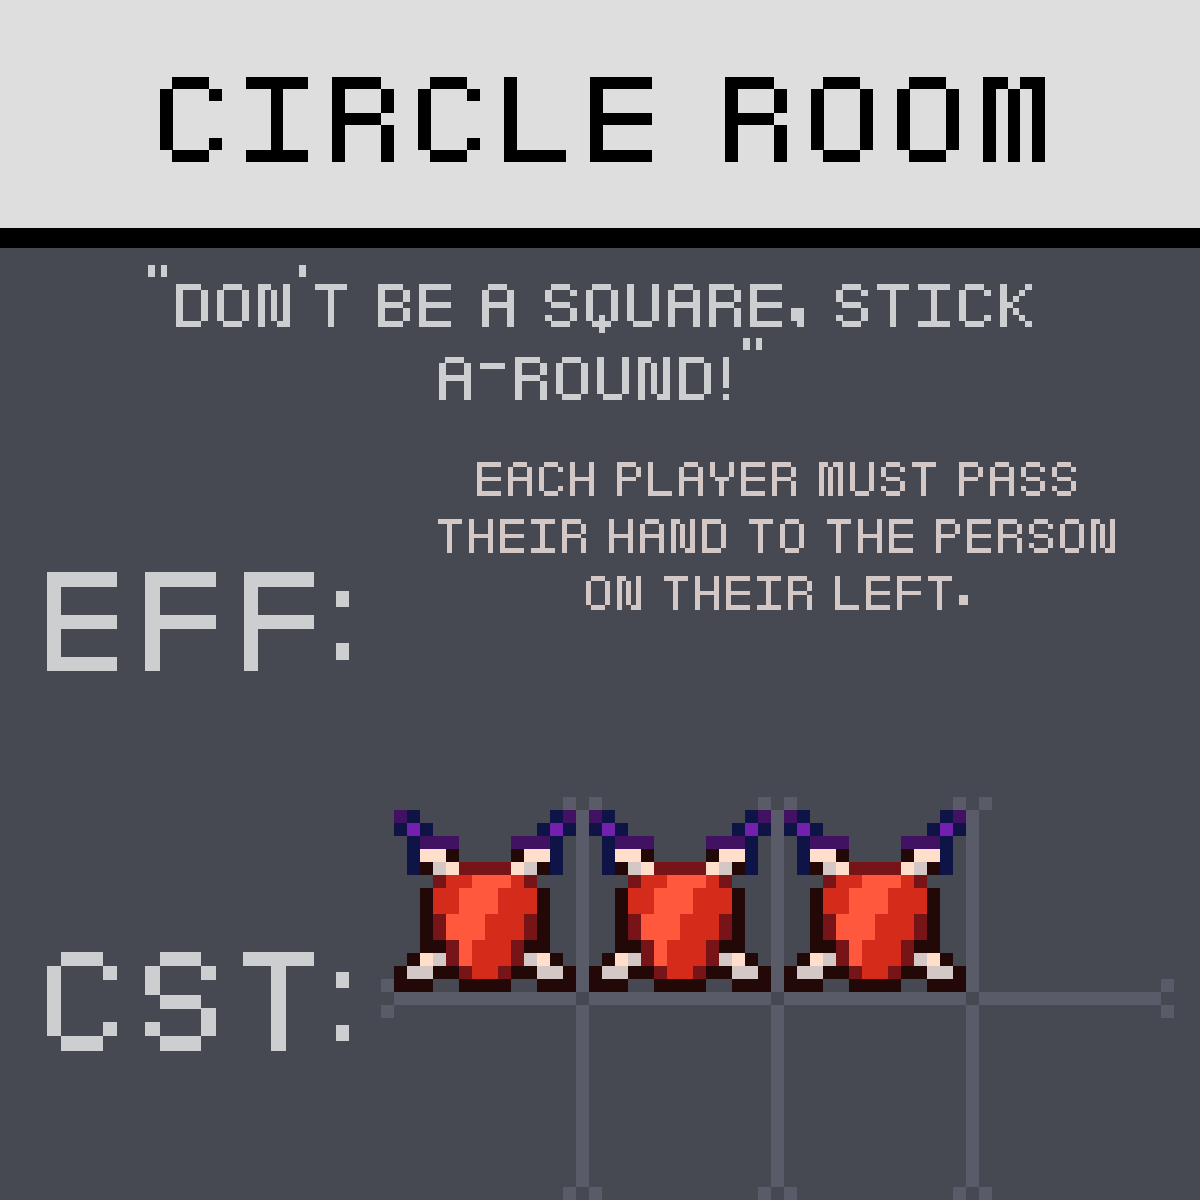 CIRCLE ROOM
"DON'T BE A SQUARE, STICK
A-ROUND!"
EACH PLAYER MUST PASS
THEIR HAND TO THE PERSON
ON THEIR LEFT.
EFF:
CST: